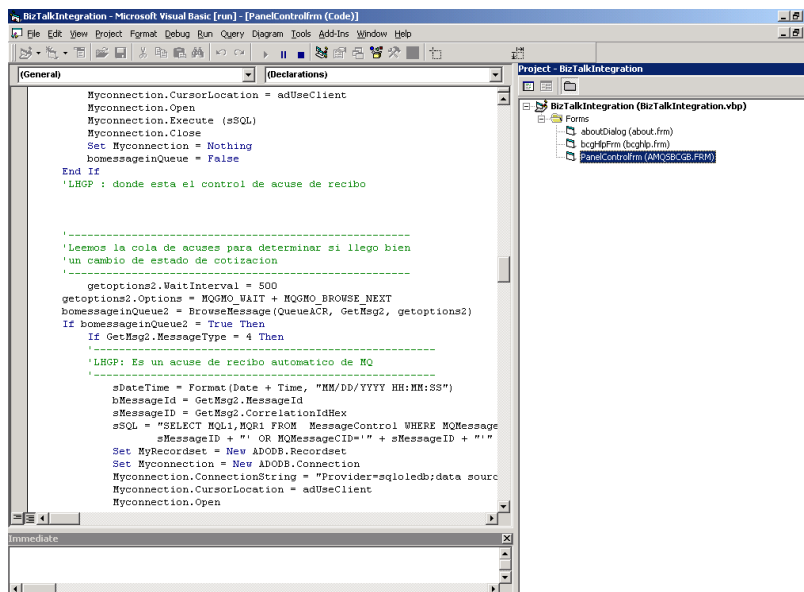 BizTalkIntegration - Microsoft Visual Basic [run] - [PanelControlfrm (Code)]
File Edit View Project Format Debug Run Query Diagram Tools Add-Ins Window Help
(General) (Declarations)
Myconnection.CursorLocation = adUseClient
Myconnection.Open
Myconnection.Execute (sSQL)
Myconnection.Close
Set Myconnection = Nothing
bomessageinQueue = False
End If
'LHGP : donde esta el control de acuse de recibo
'----------------------------------------------------
'Leemos la cola de acuses para determinar si llego bien
'un cambio de estado de cotizacion
'----------------------------------------------------
getoptions2.WaitInterval = 500
getoptions2.Options = MQGMO_WAIT + MQGMO_BROWSE_NEXT
bomessageinQueue2 = BrowseMessage(QueueACR, GetMsg2, getoptions2)
If bomessageinQueue2 = True Then
If GetMsg2.MessageType = 4 Then
'----------------------------------------------------
'LHGP: Es un acuse de recibo automatico de MQ
'----------------------------------------------------
sDateTime = Format(Date + Time, "MM/DD/YYYY HH:MM:SS")
bMessageId = GetMsg2.MessageId
sMessageID = GetMsg2.CorrelationIdHex
sSQL = "SELECT MQL1,MQR1 FROM  MessageControl WHERE MQMessage
sMessageID + "' OR MQMessageCID='" + sMessageID + "'"
Set MyRecordset = New ADODB.Recordset
Set Myconnection = New ADODB.Connection
Myconnection.ConnectionString = "Provider=sqloledb;data sourc
Myconnection.CursorLocation = adUseClient
Myconnection.Open
Immediate
Project - BizTalkIntegration
BizTalkIntegration (BizTalkIntegration.vbp)
Forms
aboutDialog (about.frm)
bcgHlpFrm (bcghlp.frm)
PanelControlfrm (AMQSBCGB.FRM)